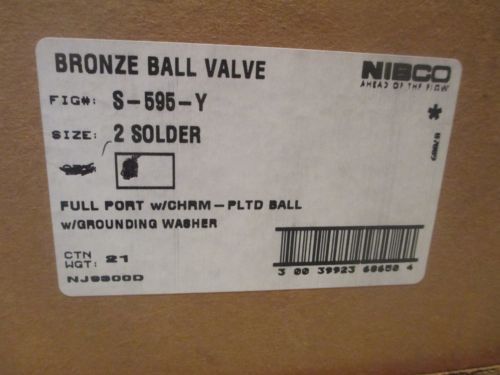 BRONZE BALL VALVE
NIBCO
AHEAD OF THE FLOW
FIG#: S-595-Y
*
SIZE: 2 SOLDER
FULL PORT w/CHRM-PLTD BALL
w/GROUNDING WASHER
CTN
WGT: 21
NJ9900D
3 00 39923 68650 4